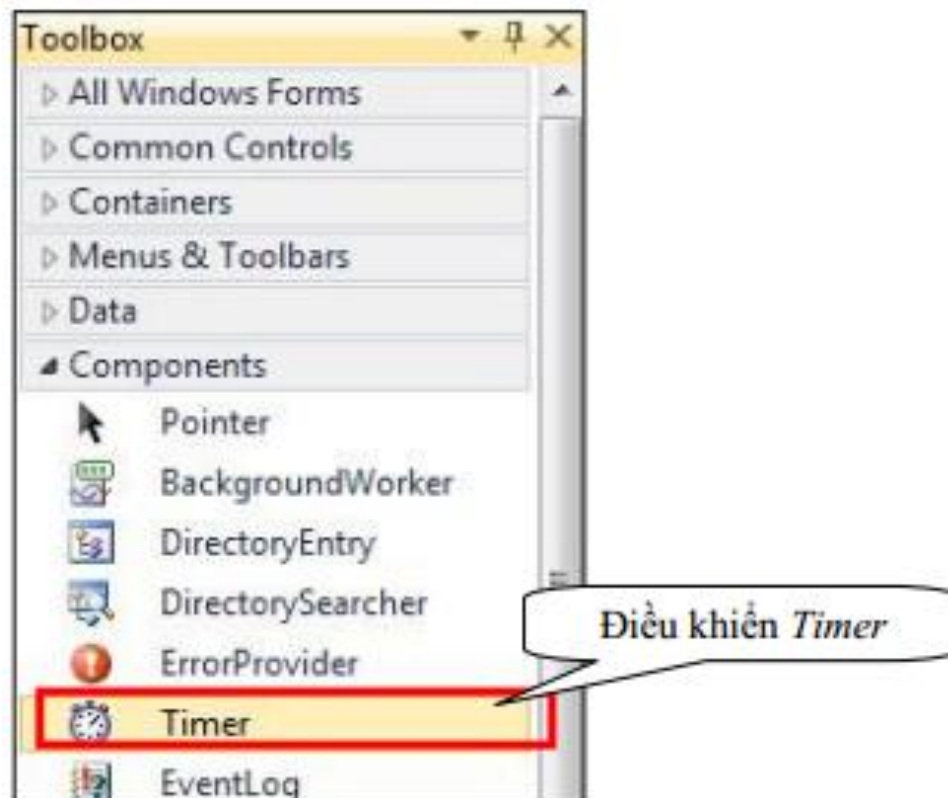 Toolbox
All Windows Forms
Common Controls
Containers
Menus & Toolbars
Data
Components
Pointer
BackgroundWorker
DirectoryEntry
DirectorySearcher
ErrorProvider
Timer
EventLog
Điều khiển Timer